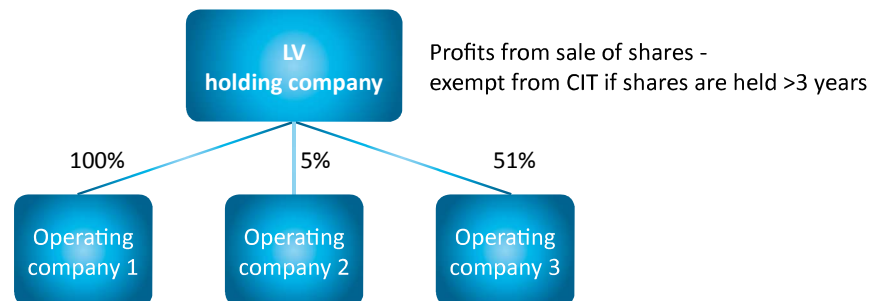 LV
holding company
Profits from sale of shares -
exempt from CIT if shares are held >3 years
100%
5%
51%
Operating
company 1
Operating
company 2
Operating
company 3